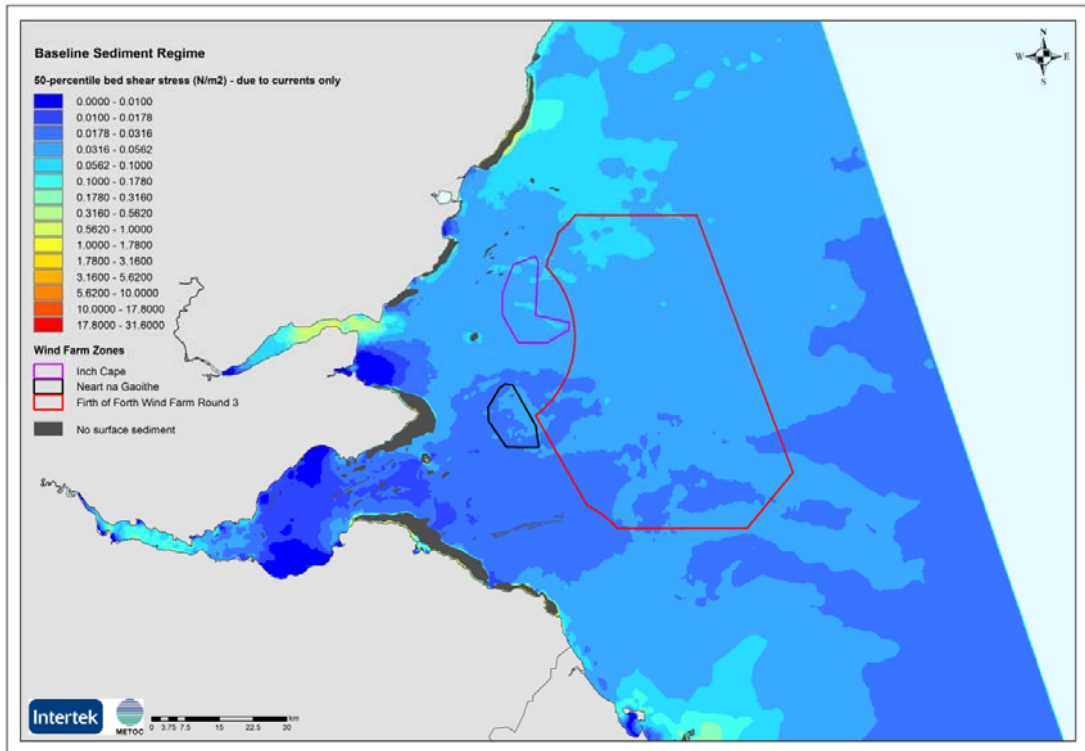 Baseline Sediment Regime
50-percentile bed shear stress (N/m2) - due to currents only
0.0000 - 0.0100
0.0100 - 0.0178
0.0178 - 0.0316
0.0316 - 0.0562
0.0562 - 0.1000
0.1000 - 0.1780
0.1780 - 0.3160
0.3160 - 0.5620
0.5620 - 1.0000
1.0000 - 1.7800
1.7800 - 3.1600
3.1600 - 5.6200
5.6200 - 10.0000
10.0000 - 17.8000
17.8000 - 31.6000
Wind Farm Zones
Inch Cape
Neart na Gaoithe
Firth of Forth Wind Farm Round 3
No surface sediment
N
W E
S
Intertek
METOC
km
0 3.75 7.5 15 22.5 30